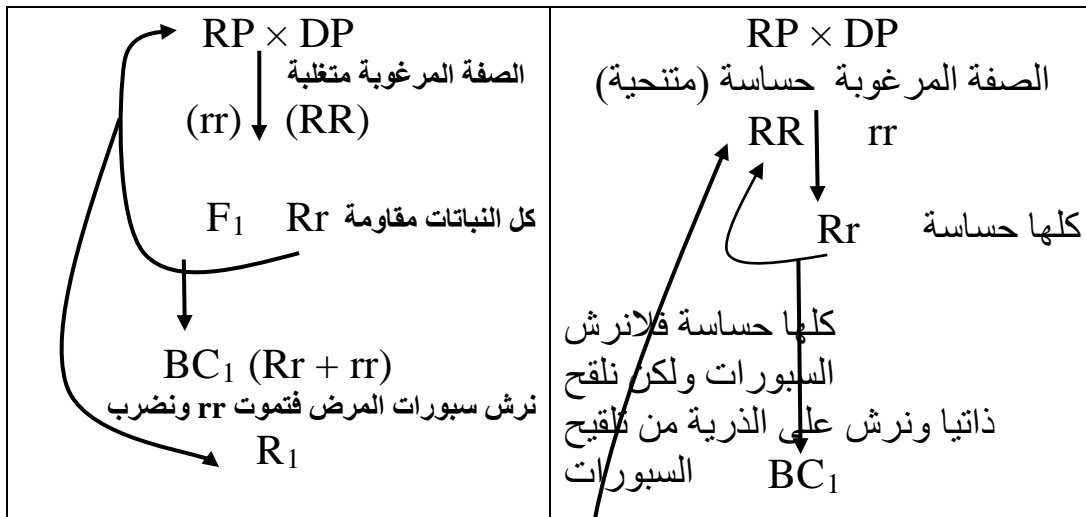 RP × DP
الصفة المرغوبة متغلبة
(rr) (RR)
F1 Rr كل النباتات مقاومة
BC1 (Rr + rr)
نرش سبورات المرض فتموت rr ونضرب
R1
RP × DP
الصفة المرغوبة حساسة (متنحية)
RR rr
Rr كلها حساسة
كلها حساسة فلانرش
السبورات ولكن نلقح
ذاتيا ونرش على الذرية من تلقيح
السبورات BC1